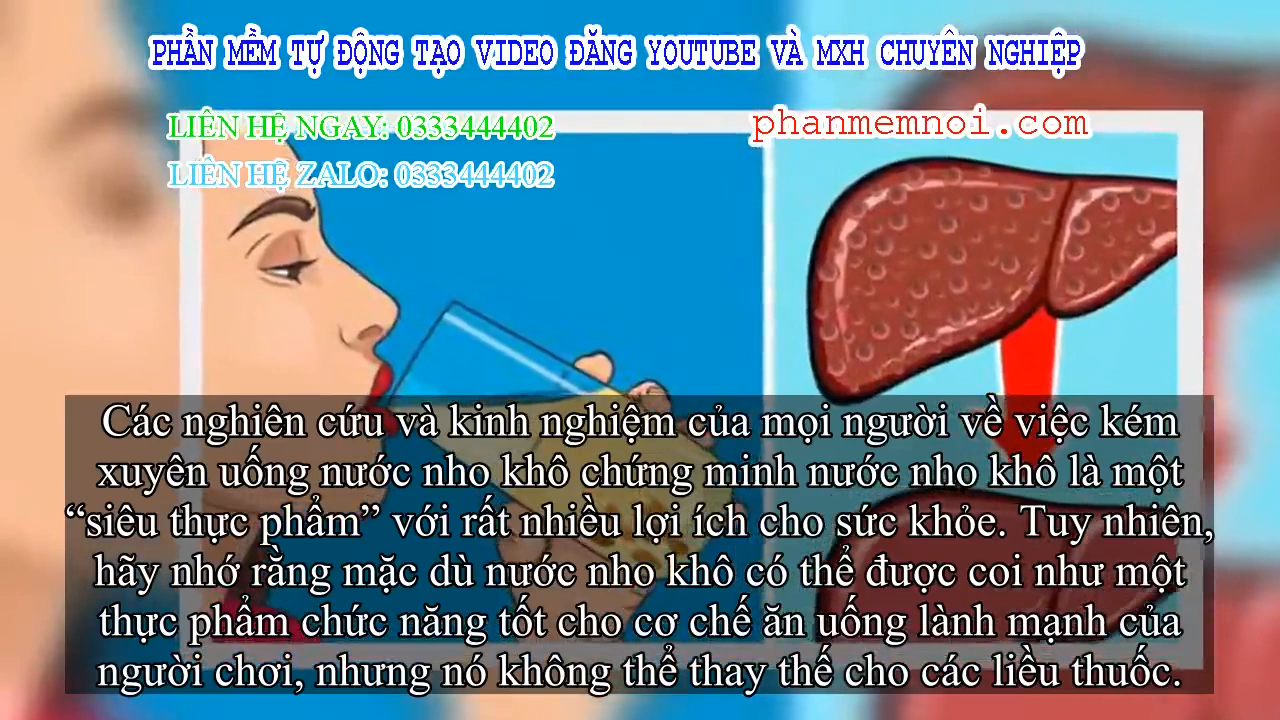 PHẦN MỀM TỰ ĐỘNG TẠO VIDEO ĐĂNG YOUTUBE VÀ MXH CHUYÊN NGHIỆP
LIÊN HỆ NGAY: 0333444402
phanmemnoi.com
LIÊN HỆ ZALO: 0333444402
Các nghiên cứu và kinh nghiệm của mọi người về việc kém
xuyên uống nước nho khô chứng minh nước nho khô là một
“siêu thực phẩm” với rất nhiều lợi ích cho sức khỏe. Tuy nhiên,
hãy nhớ rằng mặc dù nước nho khô có thể được coi như một
thực phẩm chức năng tốt cho cơ chế ăn uống lành mạnh của
người chơi, nhưng nó không thể thay thế cho các liều thuốc.